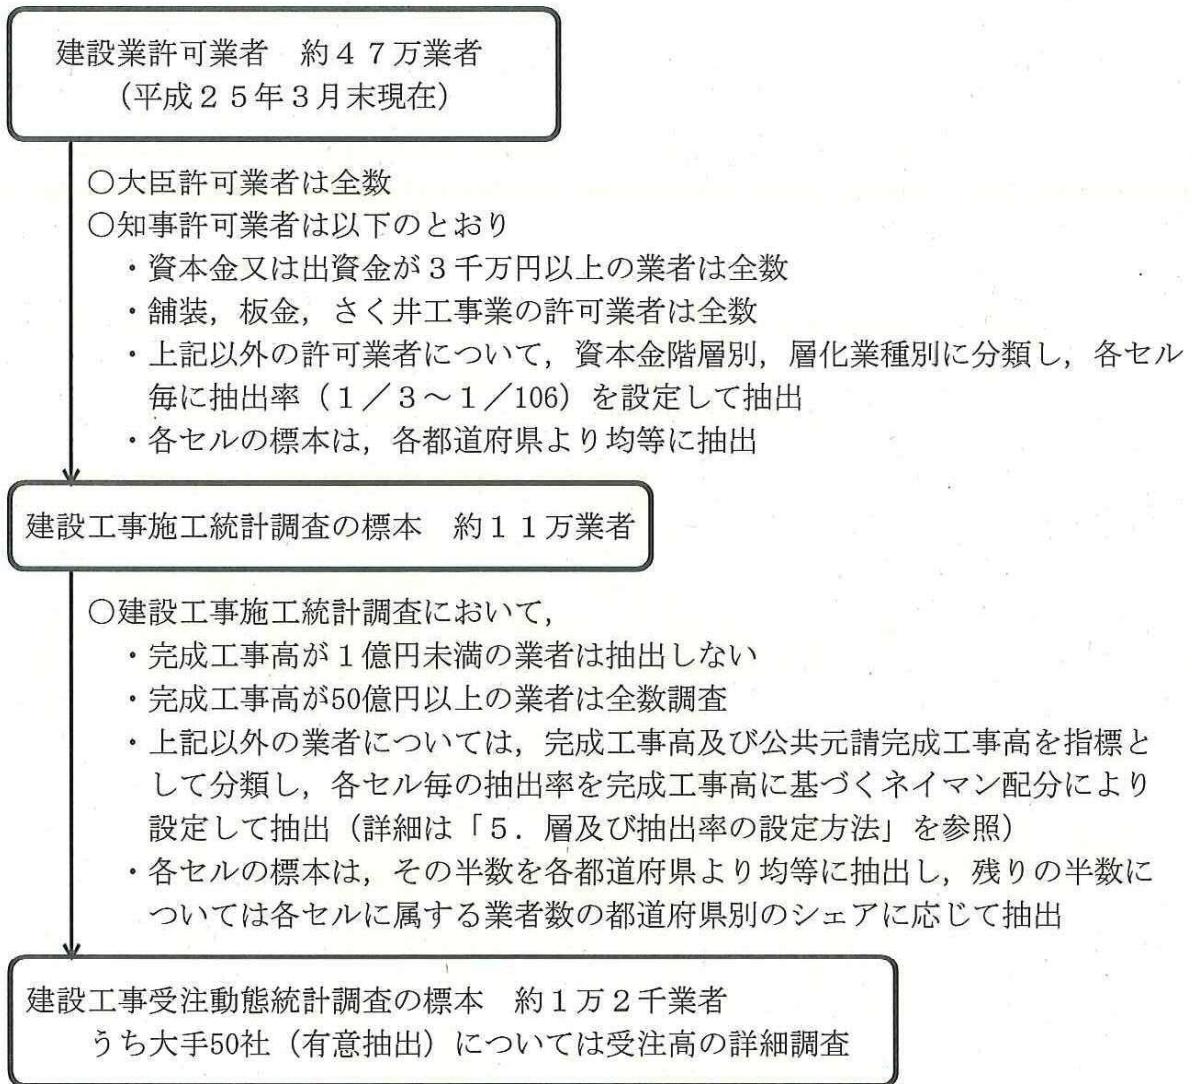 建設業許可業者　約４７万業者
（平成２５年３月末現在）
○大臣許可業者は全数
○知事許可業者は以下のとおり
・資本金又は出資金が３千万円以上の業者は全数
・舗装，板金，さく井工事業の許可業者は全数
・上記以外の許可業者について，資本金階層別，層化業種別に分類し，各セル
毎に抽出率（１／３～１／106）を設定して抽出
・各セルの標本は，各都道府県より均等に抽出
建設工事施工統計調査の標本　約１１万業者
○建設工事施工統計調査において，
・完成工事高が１億円未満の業者は抽出しない
・完成工事高が50億円以上の業者は全数調査
・上記以外の業者については，完成工事高及び公共元請完成工事高を指標と
して分類し，各セル毎の抽出率を完成工事高に基づくネイマン配分により
設定して抽出（詳細は「５．層及び抽出率の設定方法」を参照）
・各セルの標本は，その半数を各都道府県より均等に抽出し，残りの半数に
ついては各セルに属する業者数の都道府県別のシェアに応じて抽出
建設工事受注動態統計調査の標本　約１万２千業者
うち大手50社（有意抽出）については受注高の詳細調査